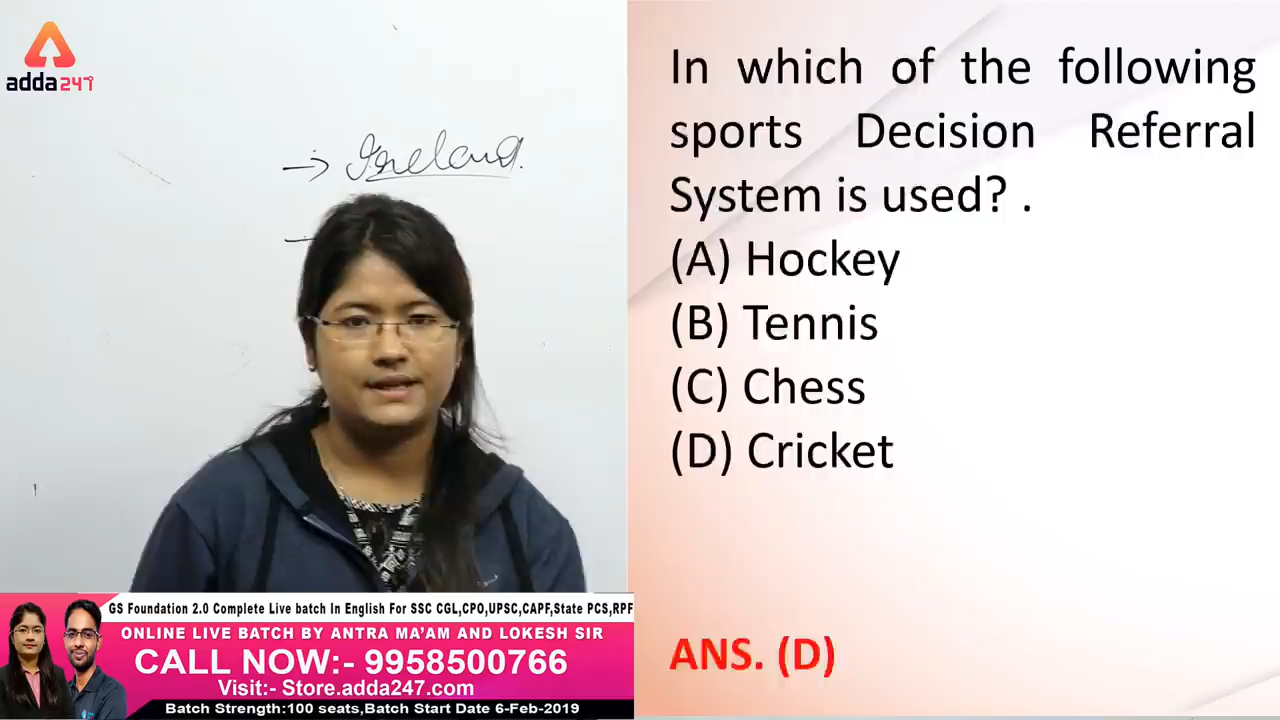 adda247
→ Ireland.
In which of the following
sports Decision Referral
System is used? .
(A) Hockey
(B) Tennis
(C) Chess
(D) Cricket
ANS. (D)
GS Foundation 2.0 Complete Live batch In English For SSC CGL,CPO,UPSC,CAPF,State PCS,RPF
ONLINE LIVE BATCH BY ANTRA MA'AM AND LOKESH SIR
CALL NOW:- 9958500766
Visit:- Store.adda247.com
Batch Strength:100 seats,Batch Start Date 6-Feb-2019